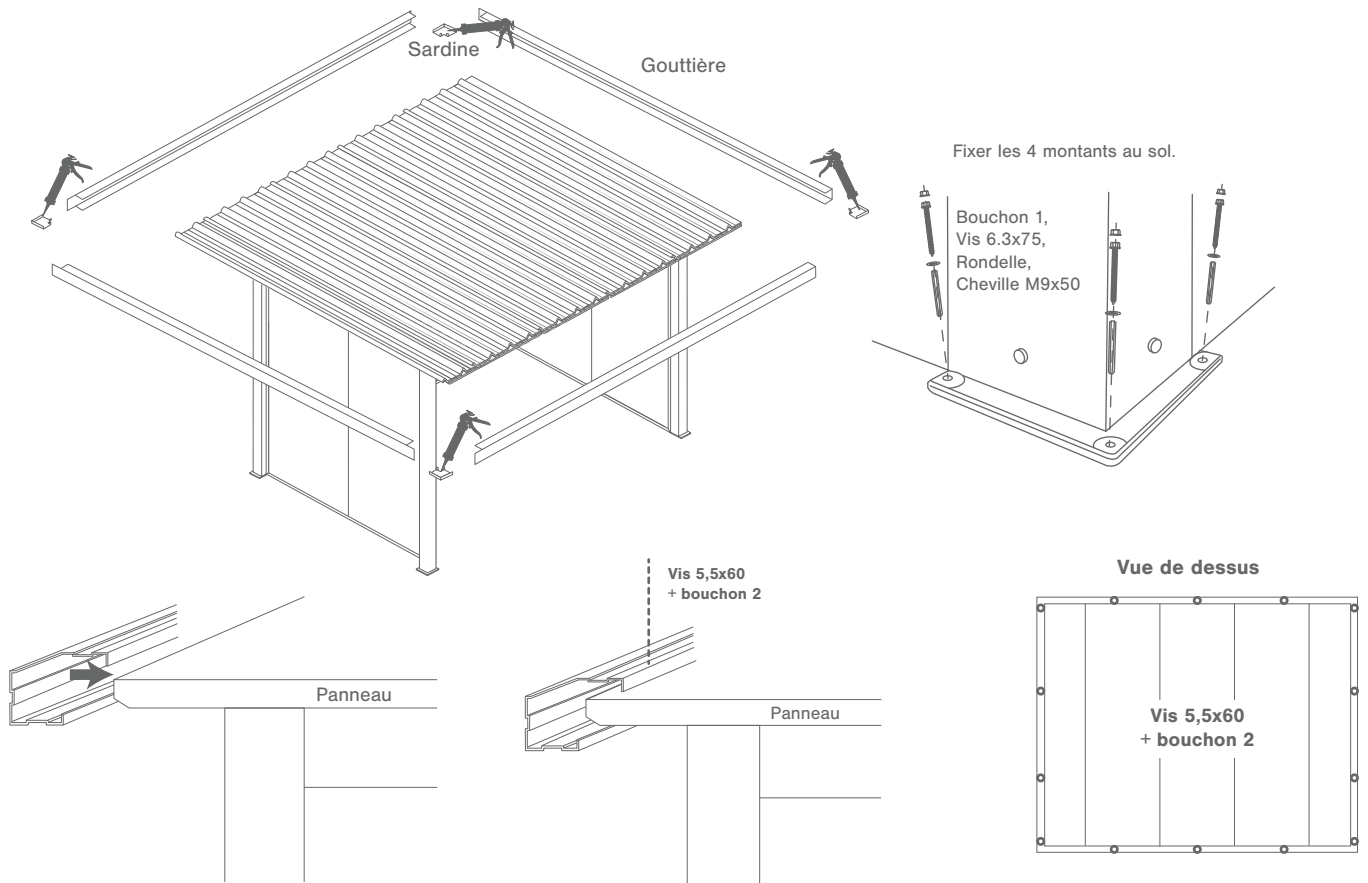 Sardine
Gouttière
Fixer les 4 montants au sol.
Bouchon 1,
Vis 6.3x75,
Rondelle,
Cheville M9x50
Vis 5,5x60
+ bouchon 2
Panneau
Panneau
Vue de dessus
Vis 5,5x60
+ bouchon 2